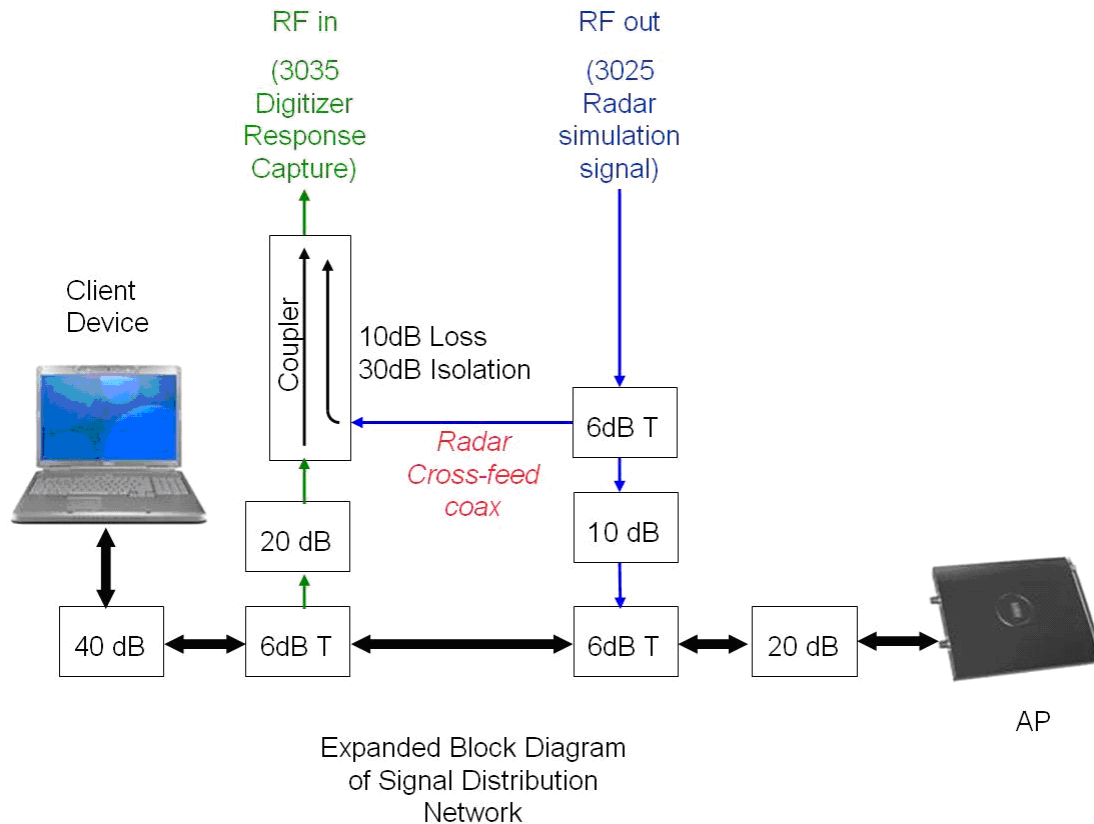 RF in
(3035
Digitizer
Response
Capture)
RF out
(3025
Radar
simulation
signal)
Client
Device
Coupler
10dB Loss
30dB Isolation
6dB T
Radar
Cross-feed
coax
20 dB
10 dB
40 dB
6dB T
6dB T
20 dB
AP
Expanded Block Diagram
of Signal Distribution
Network